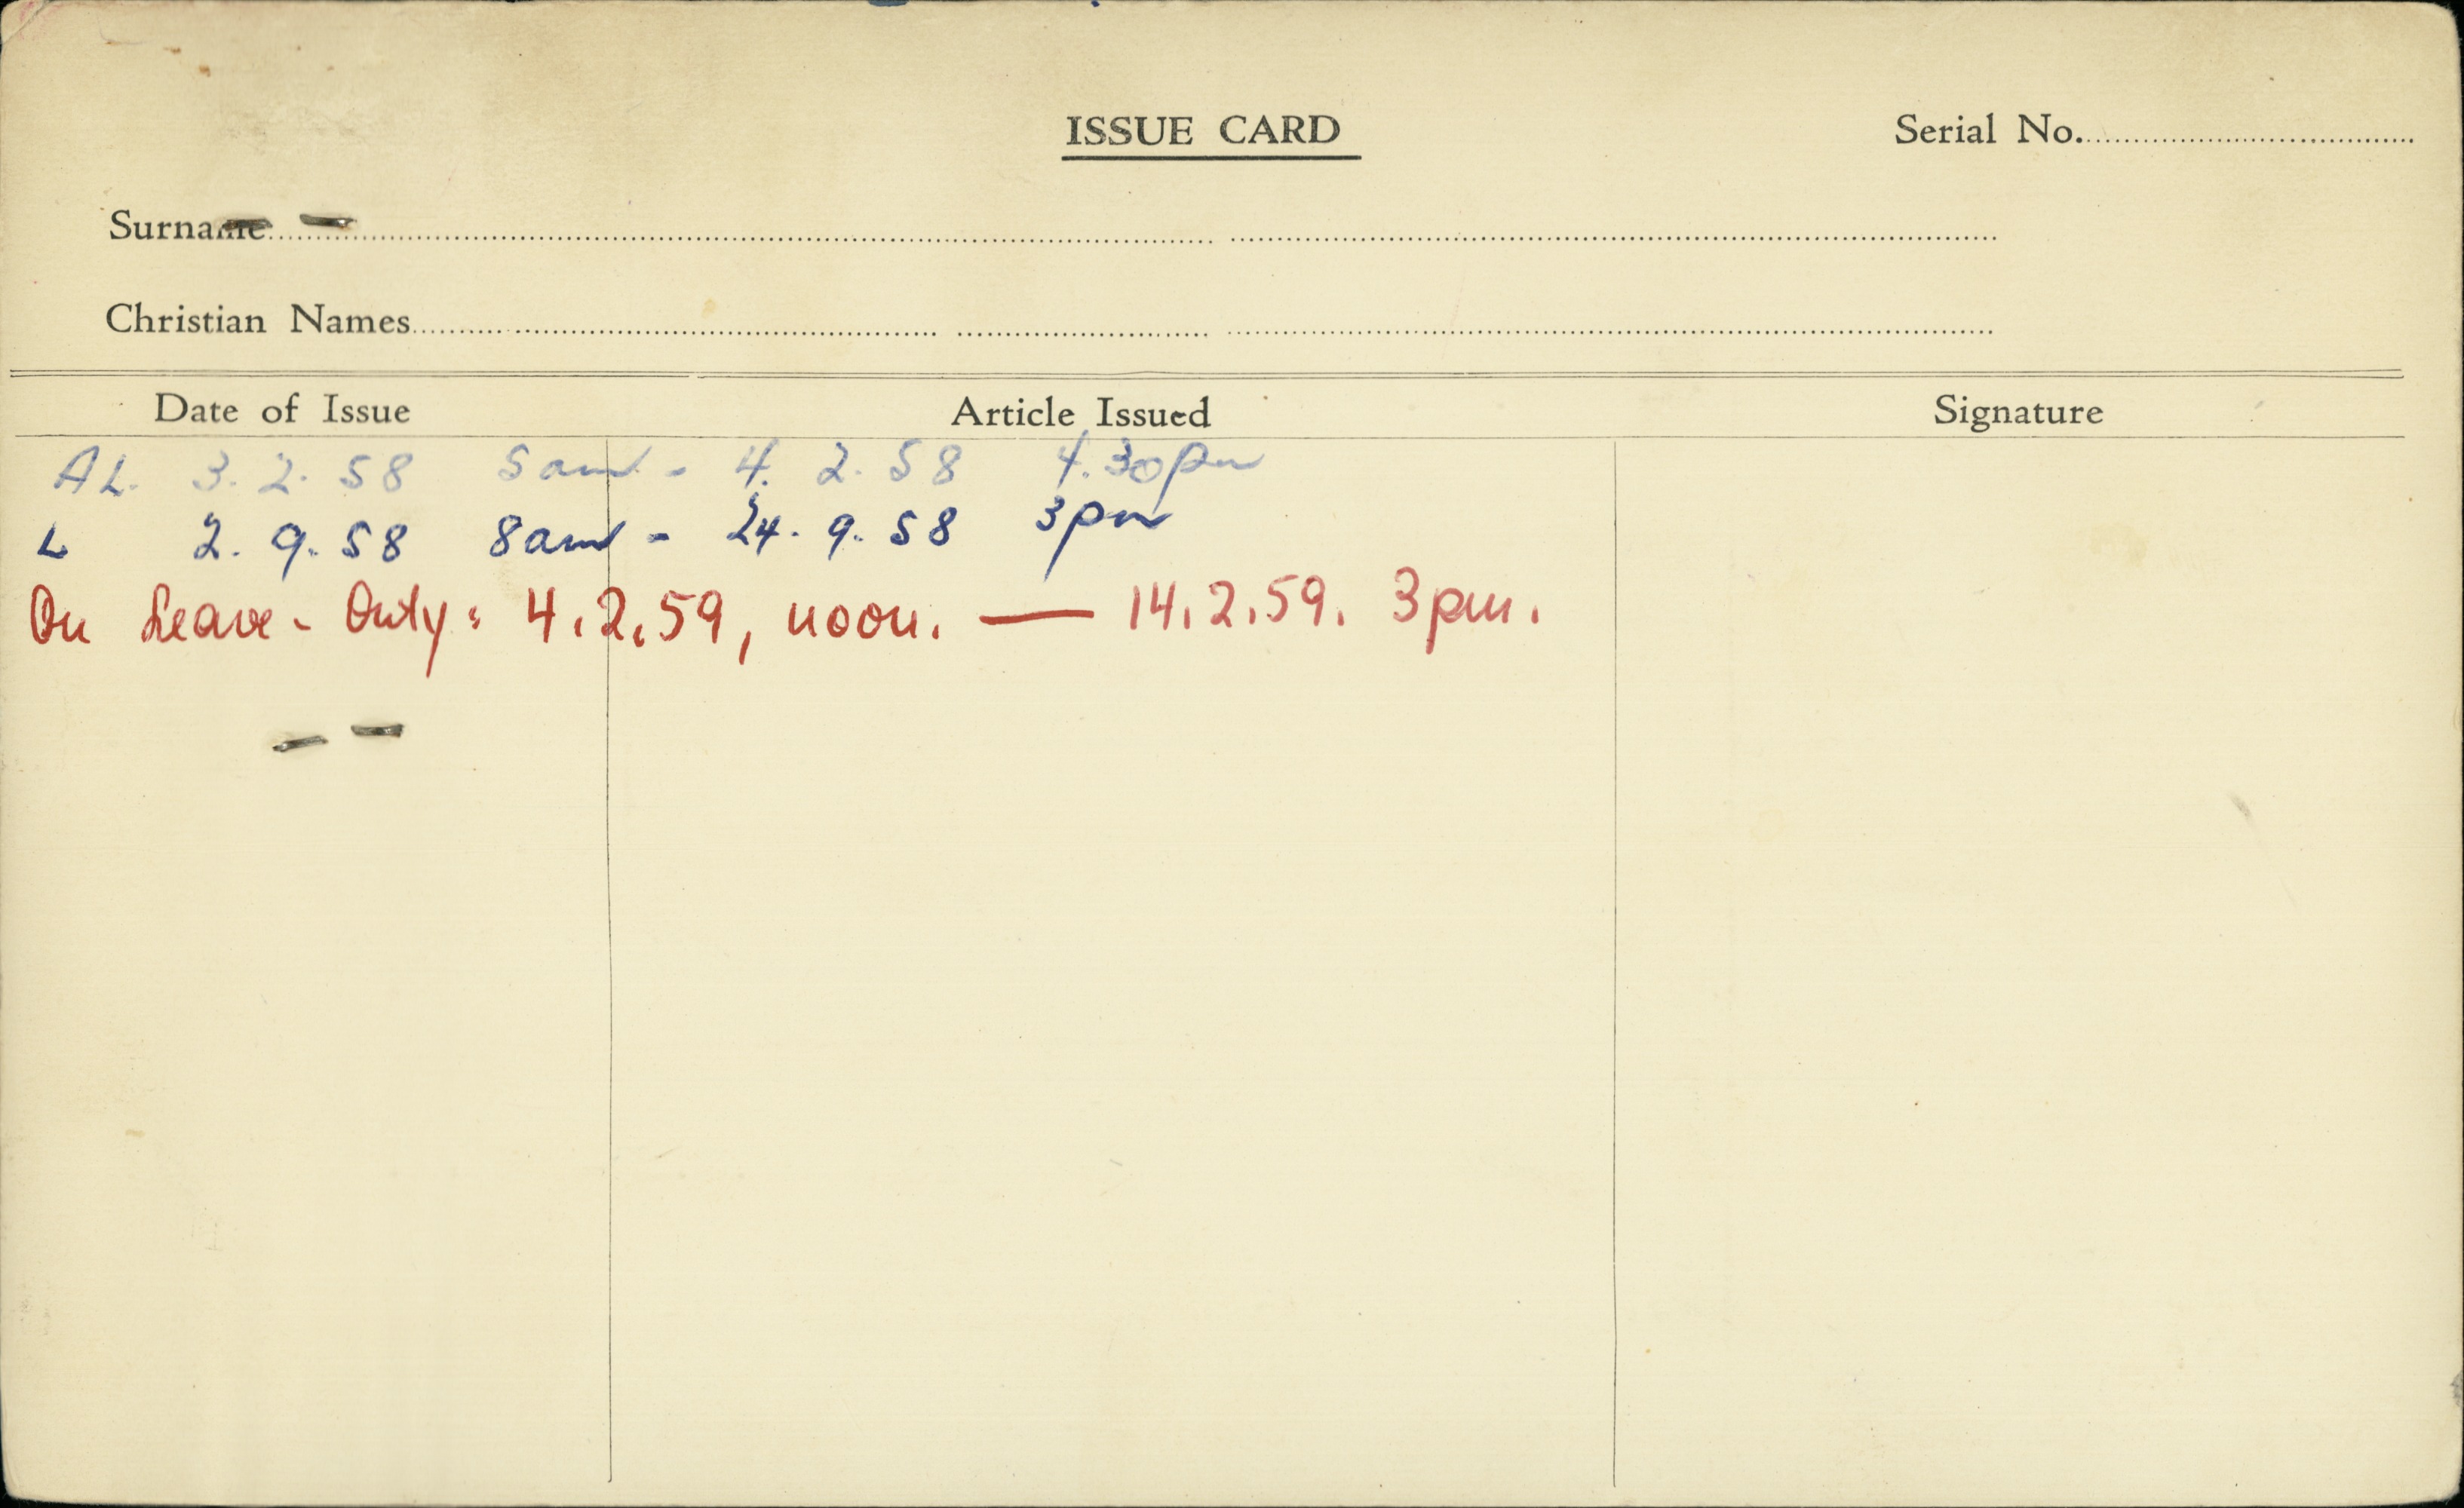 ISSUE CARD
Serial No.
Surname
Christian Names
Date of Issue Article Issued Signature
AL. 3.2.58 5am - 4.2.58 4.30pm
L 2.9.58 8am - 24.9.58 3pm
On Leave - Duty: 4.2.59, noon. — 14.2.59. 3pm.